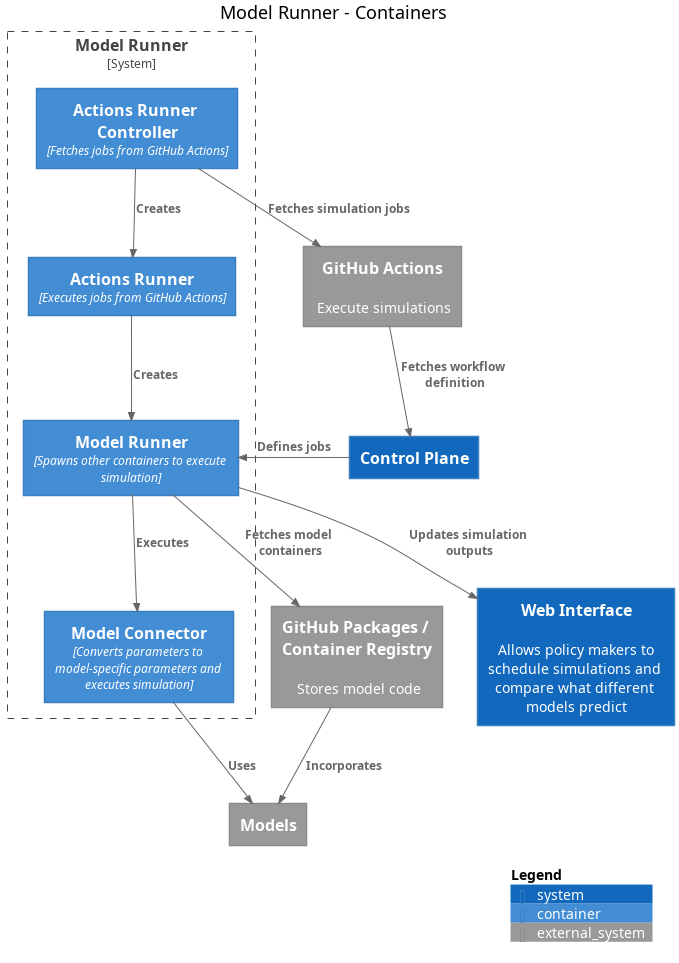 Model Runner - Containers
Model Runner
[System]
Actions Runner
Controller
[Fetches jobs from GitHub Actions]
Creates
Fetches simulation jobs
Actions Runner
[Executes jobs from GitHub Actions]
GitHub Actions
Execute simulations
Creates
Fetches workflow
definition
Model Runner
[Spawns other containers to execute
simulation]
Defines jobs
Control Plane
Executes
Fetches model
containers
Updates simulation
outputs
Model Connector
[Converts parameters to
model-specific parameters and
executes simulation]
GitHub Packages /
Container Registry
Stores model code
Web Interface
Allows policy makers to
schedule simulations and
compare what different
models predict
Uses
Incorporates
Models
Legend
system
container
external_system